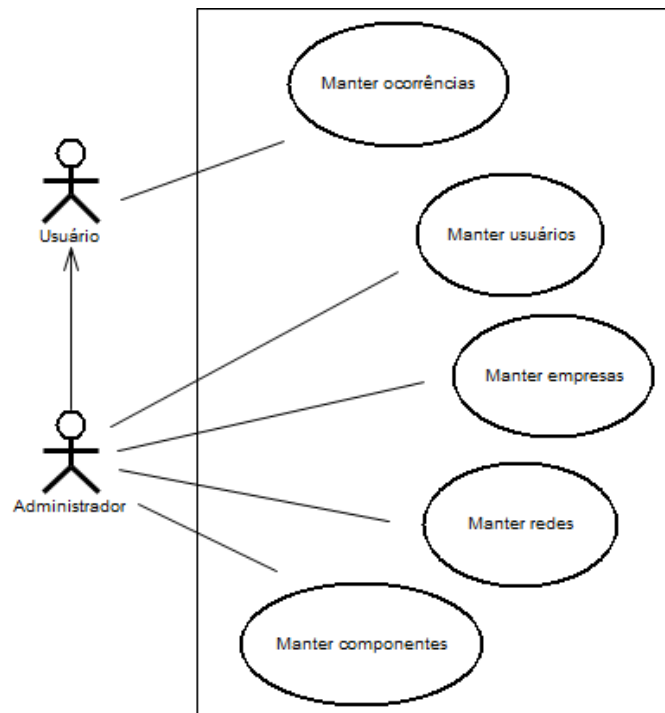 Manter ocorrências
Usuário
Manter usuários
Manter empresas
Administrador
Manter redes
Manter componentes